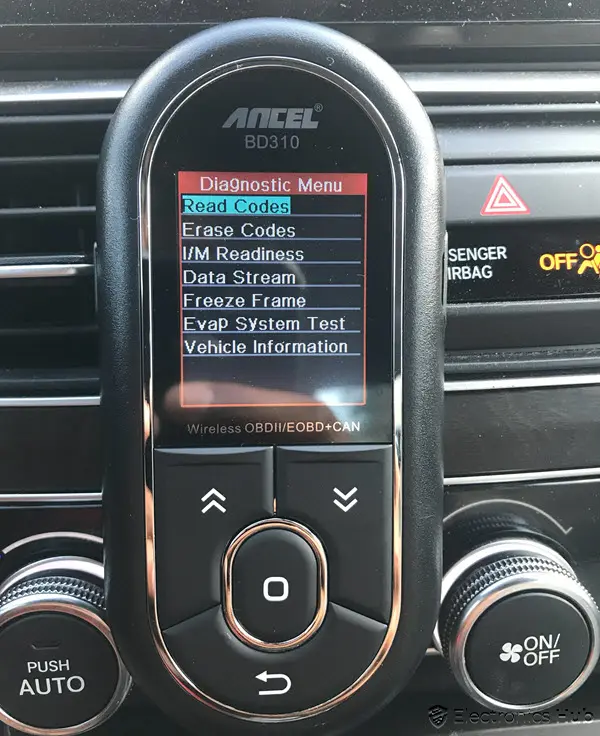 ANCEL®
BD310
Diagnostic Menu
Read Codes
Erase Codes
I/M Readiness
Data Stream
Freeze Frame
Evap System Test
Vehicle Information
Wireless OBDII/EOBD+CAN
SENGER
IRBAG
OFF
PUSH
AUTO
ON/
OFF
Electronics Hub